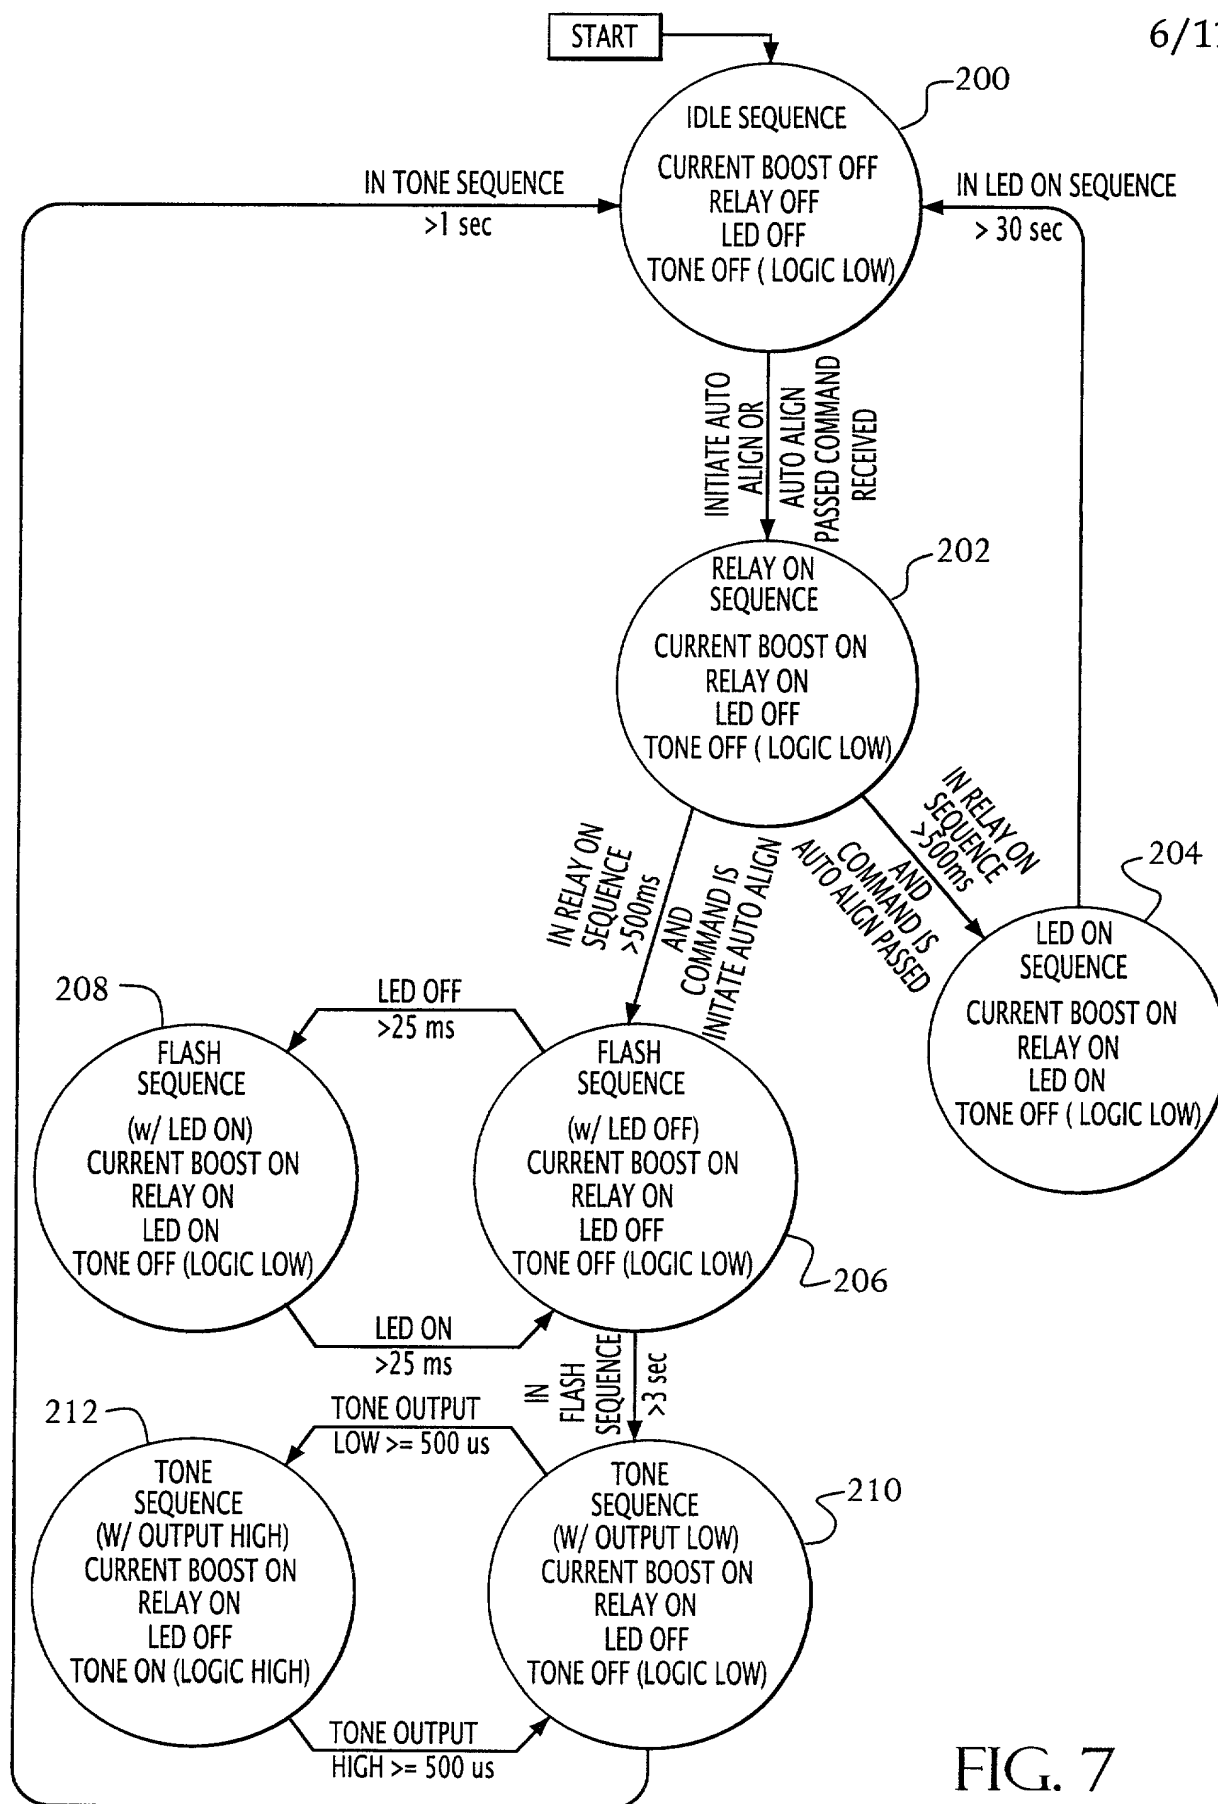 START
6/11
200
IDLE SEQUENCE
CURRENT BOOST OFF
RELAY OFF
LED OFF
TONE OFF ( LOGIC LOW)
IN TONE SEQUENCE
>1 sec
IN LED ON SEQUENCE
> 30 sec
INITIATE AUTO
ALIGN OR
AUTO ALIGN
PASSED COMMAND
RECEIVED
202
RELAY ON
SEQUENCE
CURRENT BOOST ON
RELAY ON
LED OFF
TONE OFF ( LOGIC LOW)
IN RELAY ON
SEQUENCE
>500ms
AND
COMMAND IS
INITATE AUTO ALIGN
IN RELAY ON
SEQUENCE
>500ms
AND
COMMAND IS
AUTO ALIGN PASSED
204
LED ON
SEQUENCE
CURRENT BOOST ON
RELAY ON
LED ON
TONE OFF ( LOGIC LOW)
208
LED OFF
>25 ms
FLASH
SEQUENCE
(w/ LED ON)
CURRENT BOOST ON
RELAY ON
LED ON
TONE OFF (LOGIC LOW)
FLASH
SEQUENCE
(w/ LED OFF)
CURRENT BOOST ON
RELAY ON
LED OFF
TONE OFF (LOGIC LOW)
206
LED ON
>25 ms
IN
FLASH
SEQUENCE
>3 sec
212
TONE OUTPUT
LOW >= 500 us
TONE
SEQUENCE
(W/ OUTPUT HIGH)
CURRENT BOOST ON
RELAY ON
LED OFF
TONE ON (LOGIC HIGH)
TONE
SEQUENCE
(W/ OUTPUT LOW)
CURRENT BOOST ON
RELAY ON
LED OFF
TONE OFF (LOGIC LOW)
210
TONE OUTPUT
HIGH >= 500 us
FIG. 7